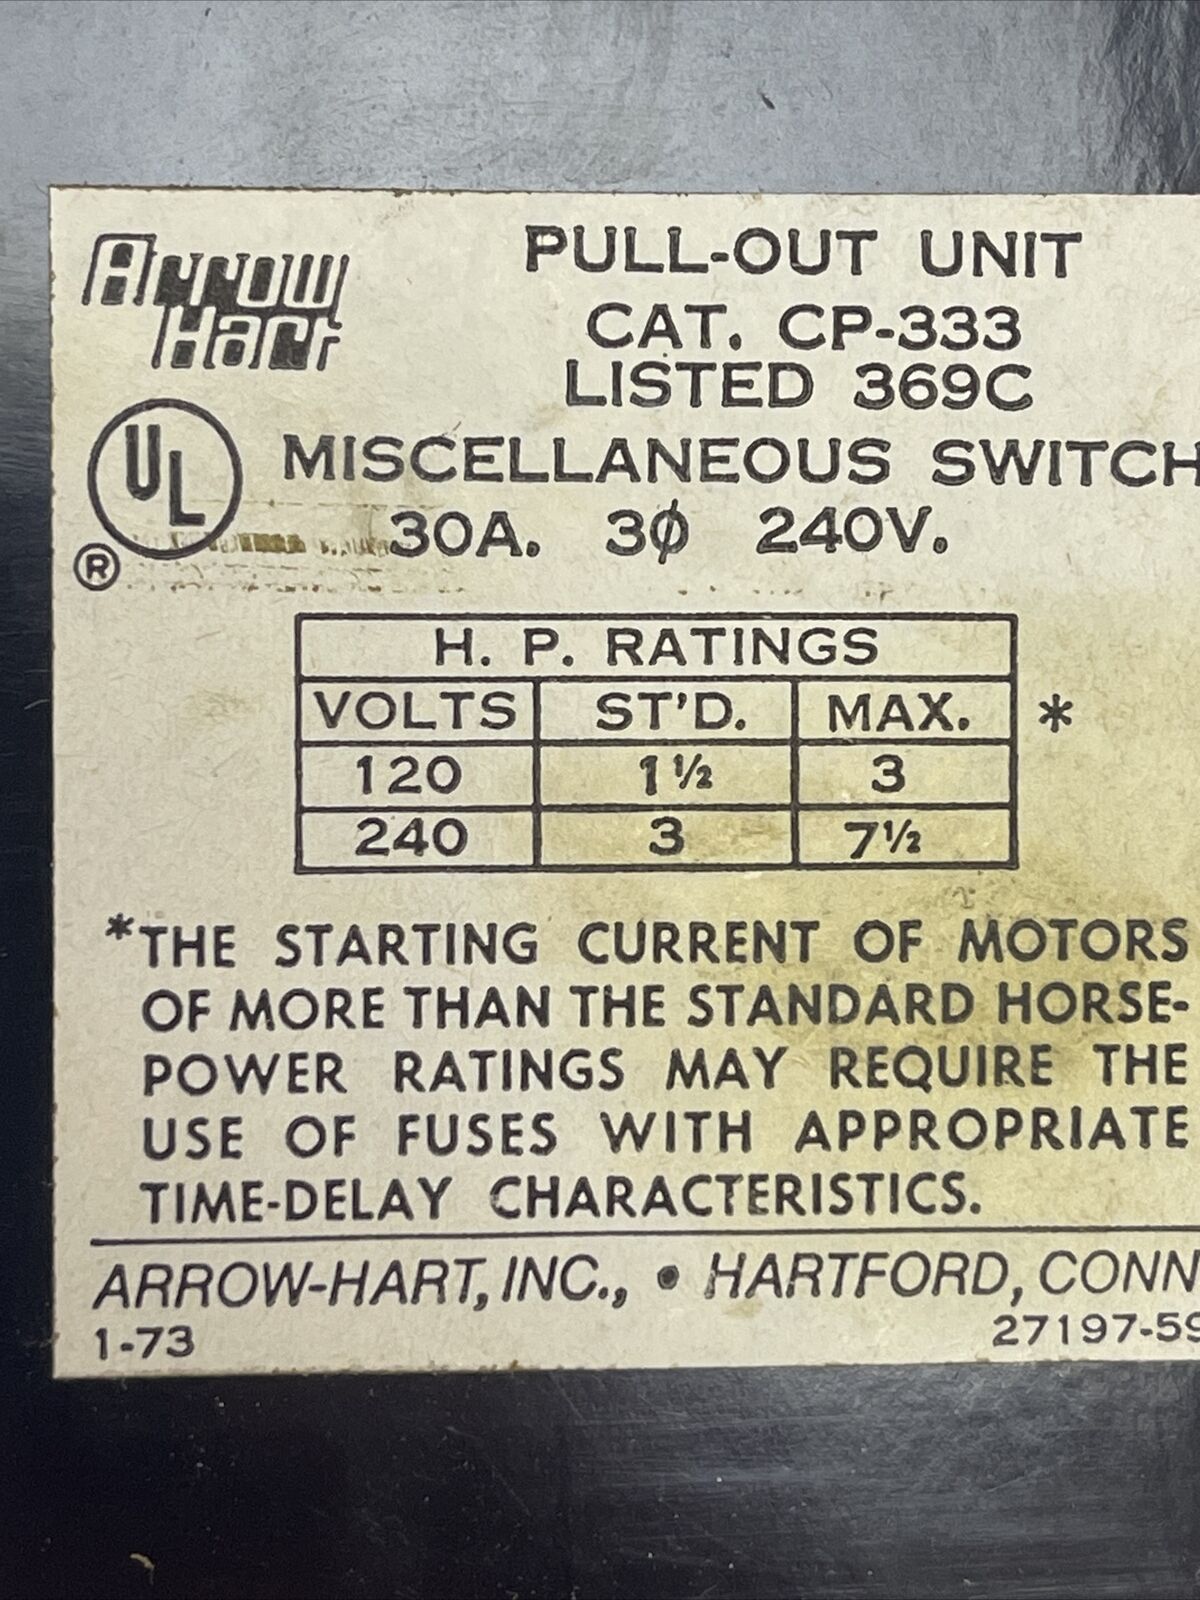 Arrow
Hart
PULL-OUT UNIT
CAT. CP-333
LISTED 369C
UL
®
MISCELLANEOUS SWITCH
30A. 3ϕ 240V.
H. P. RATINGS
VOLTS ST'D. MAX. *
120 1½ 3
240 3 7½
*THE STARTING CURRENT OF MOTORS
OF MORE THAN THE STANDARD HORSE-
POWER RATINGS MAY REQUIRE THE
USE OF FUSES WITH APPROPRIATE
TIME-DELAY CHARACTERISTICS.
ARROW-HART, INC., • HARTFORD, CONN
1-73 27197-59